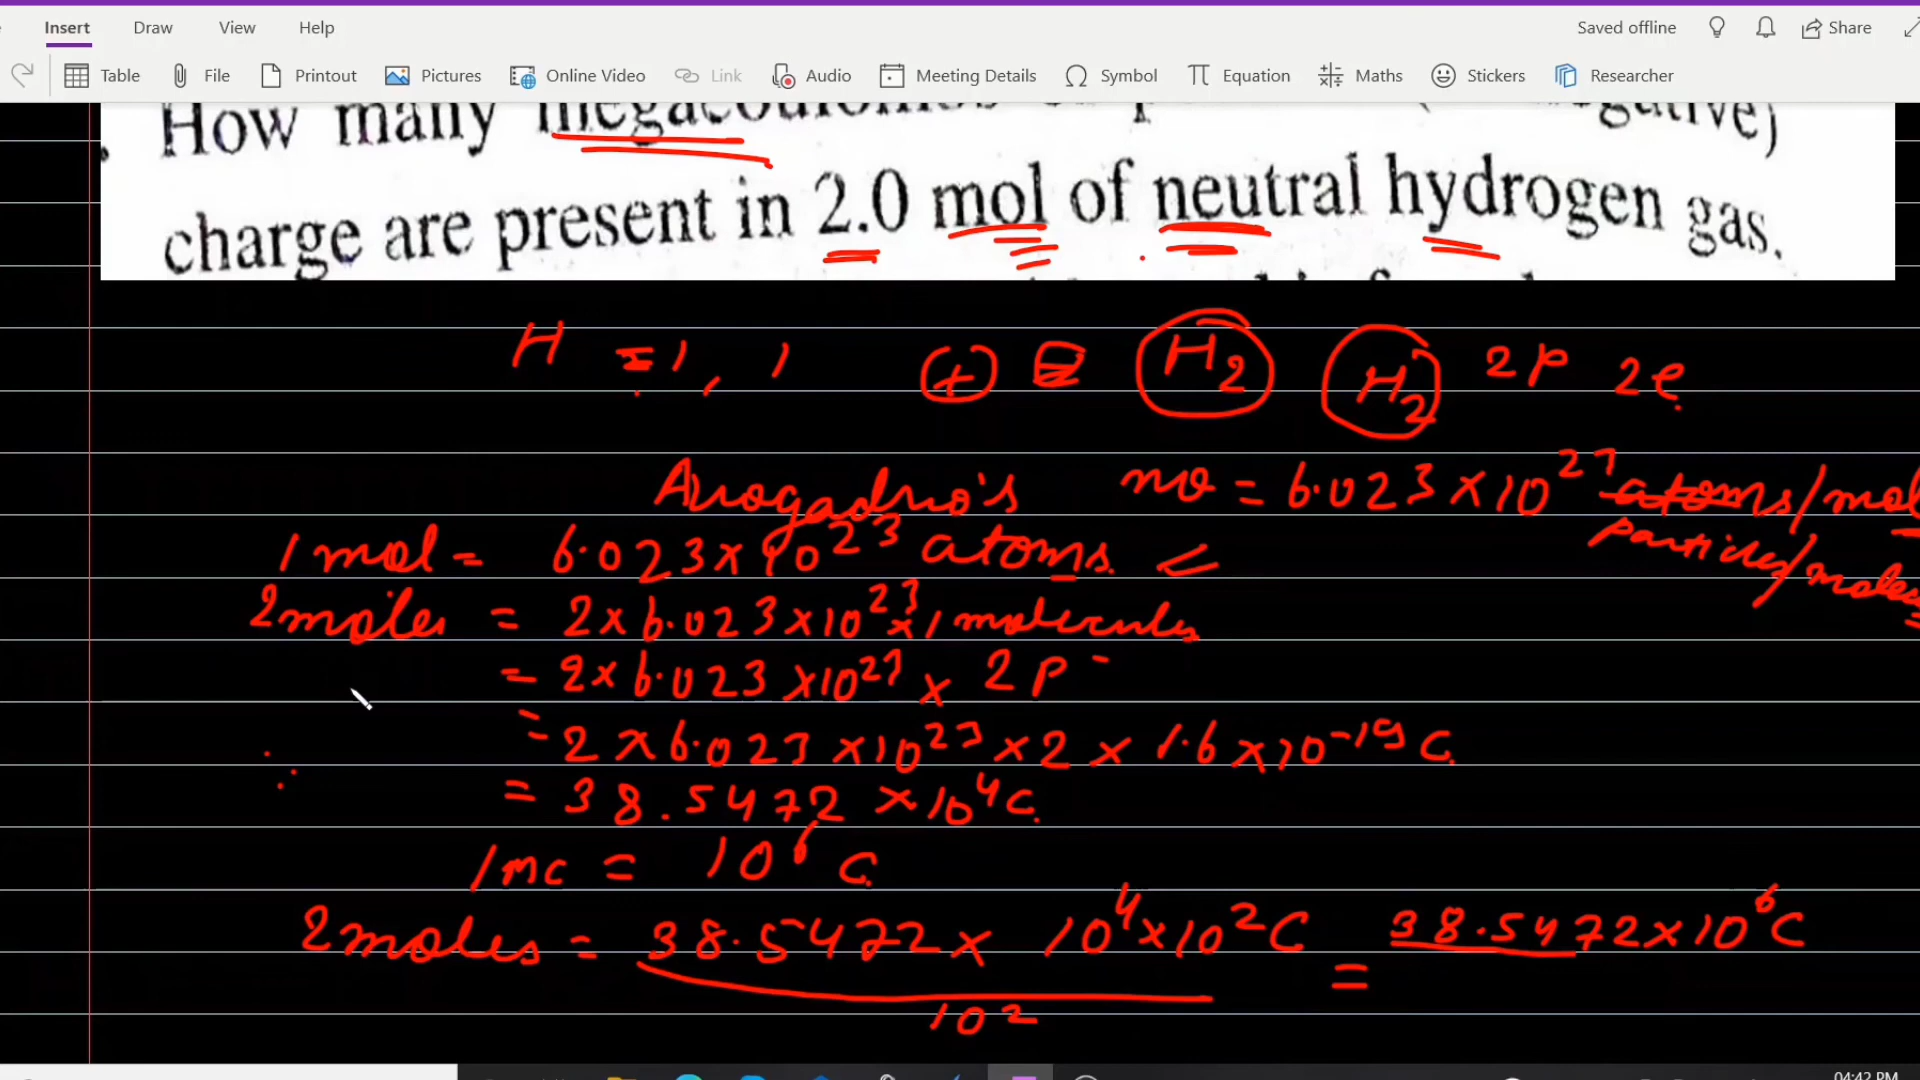 Insert Draw View Help Saved offline Share
Table File Printout Pictures Online Video Link Audio Meeting Details Symbol Equation Maths Stickers Researcher
How many megacoulombs
charge are present in 2.0 mol of neutral hydrogen gas.
H = 1, 1 (+) H2 H2 2P 2e
Avogadro's no = 6.023 × 10^23 atoms/mol
particles/moles
1 mol = 6.023 × 10^23 atoms.
2 moles = 2 × 6.023 × 10^23 × 1 molecules
= 2 × 6.023 × 10^23 × 2P
= 2 × 6.023 × 10^23 × 2 × 1.6 × 10^-19 C.
∴
= 38.5472 × 10^4 C.
1 mc = 10^6 C.
2 moles = 38.5472 × 10^4 × 10^2 C = 38.5472 × 10^6 C
10^2
04:42 PM